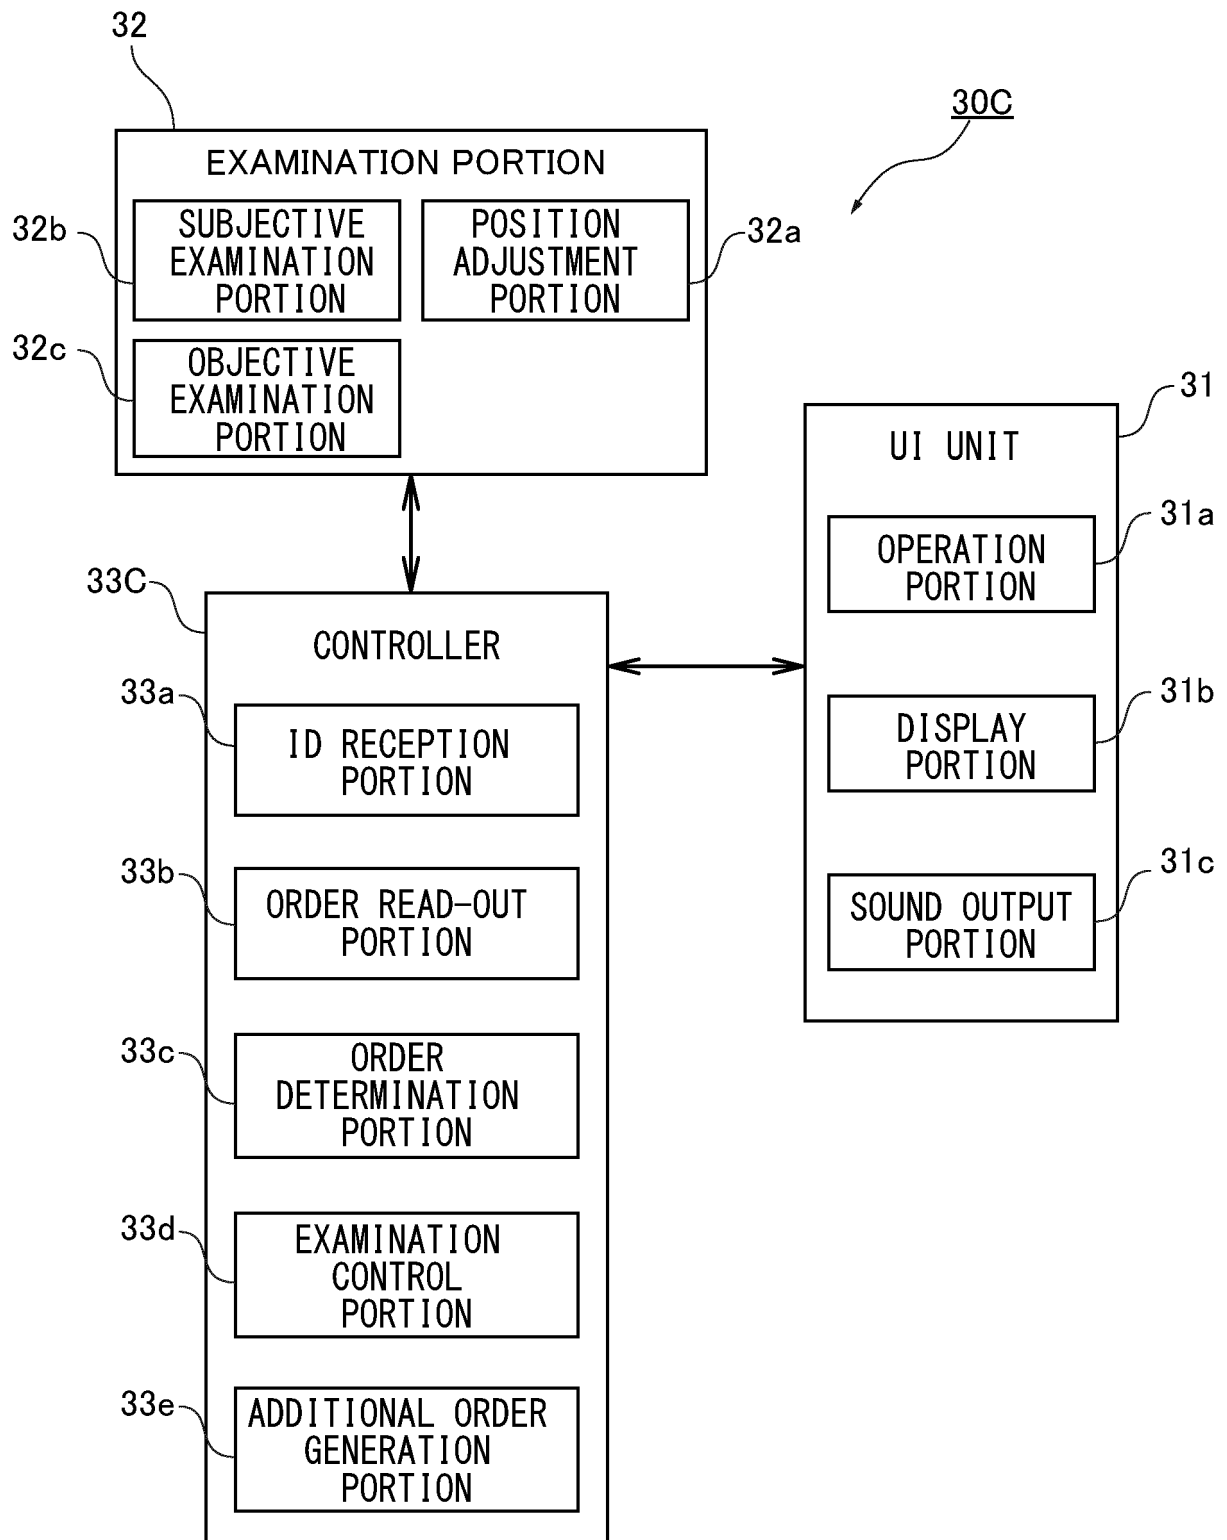 32
30C
EXAMINATION PORTION
32b
SUBJECTIVE
EXAMINATION
PORTION
POSITION
ADJUSTMENT
PORTION
32a
32c
OBJECTIVE
EXAMINATION
PORTION
31
UI UNIT
31a
OPERATION
PORTION
31b
DISPLAY
PORTION
31c
SOUND OUTPUT
PORTION
33C
CONTROLLER
33a
ID RECEPTION
PORTION
33b
ORDER READ-OUT
PORTION
33c
ORDER
DETERMINATION
PORTION
33d
EXAMINATION
CONTROL
PORTION
33e
ADDITIONAL ORDER
GENERATION
PORTION